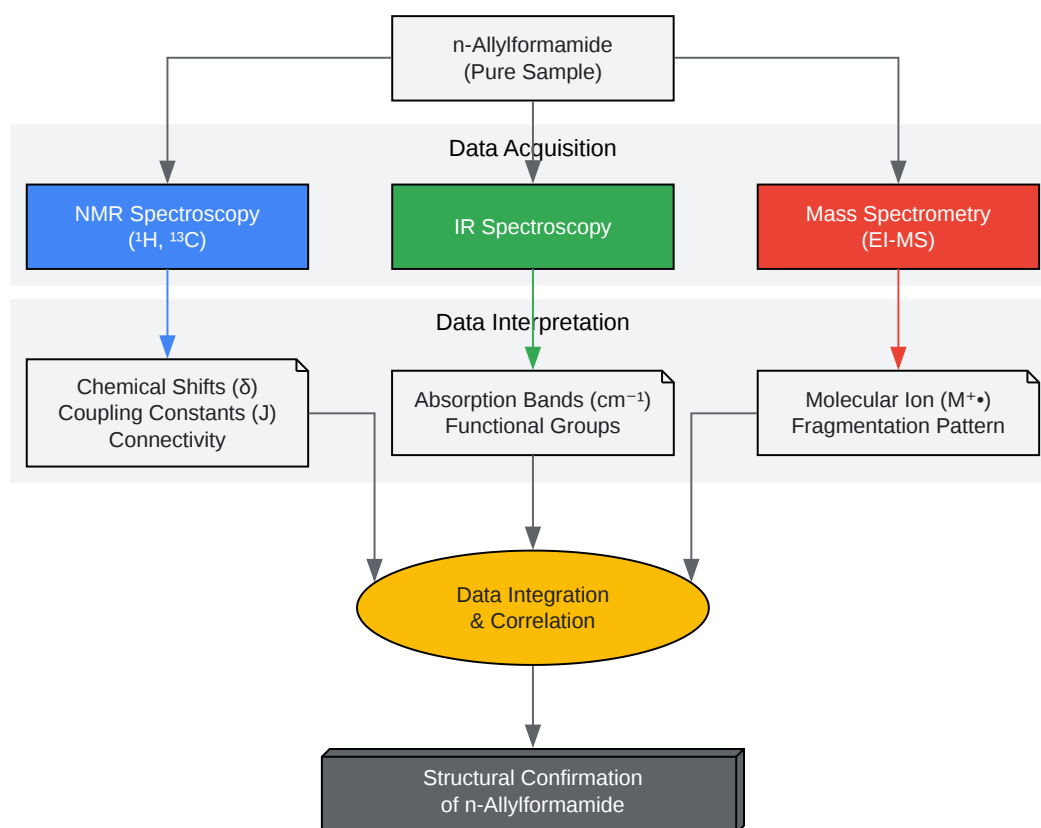 n-Allylformamide
(Pure Sample)
Data Acquisition
NMR Spectroscopy
(¹H, ¹³C)
IR Spectroscopy
Mass Spectrometry
(EI-MS)
Data Interpretation
Chemical Shifts (δ)
Coupling Constants (J)
Connectivity
Absorption Bands (cm⁻¹)
Functional Groups
Molecular Ion (M⁺•)
Fragmentation Pattern
Data Integration
& Correlation
Structural Confirmation
of n-Allylformamide